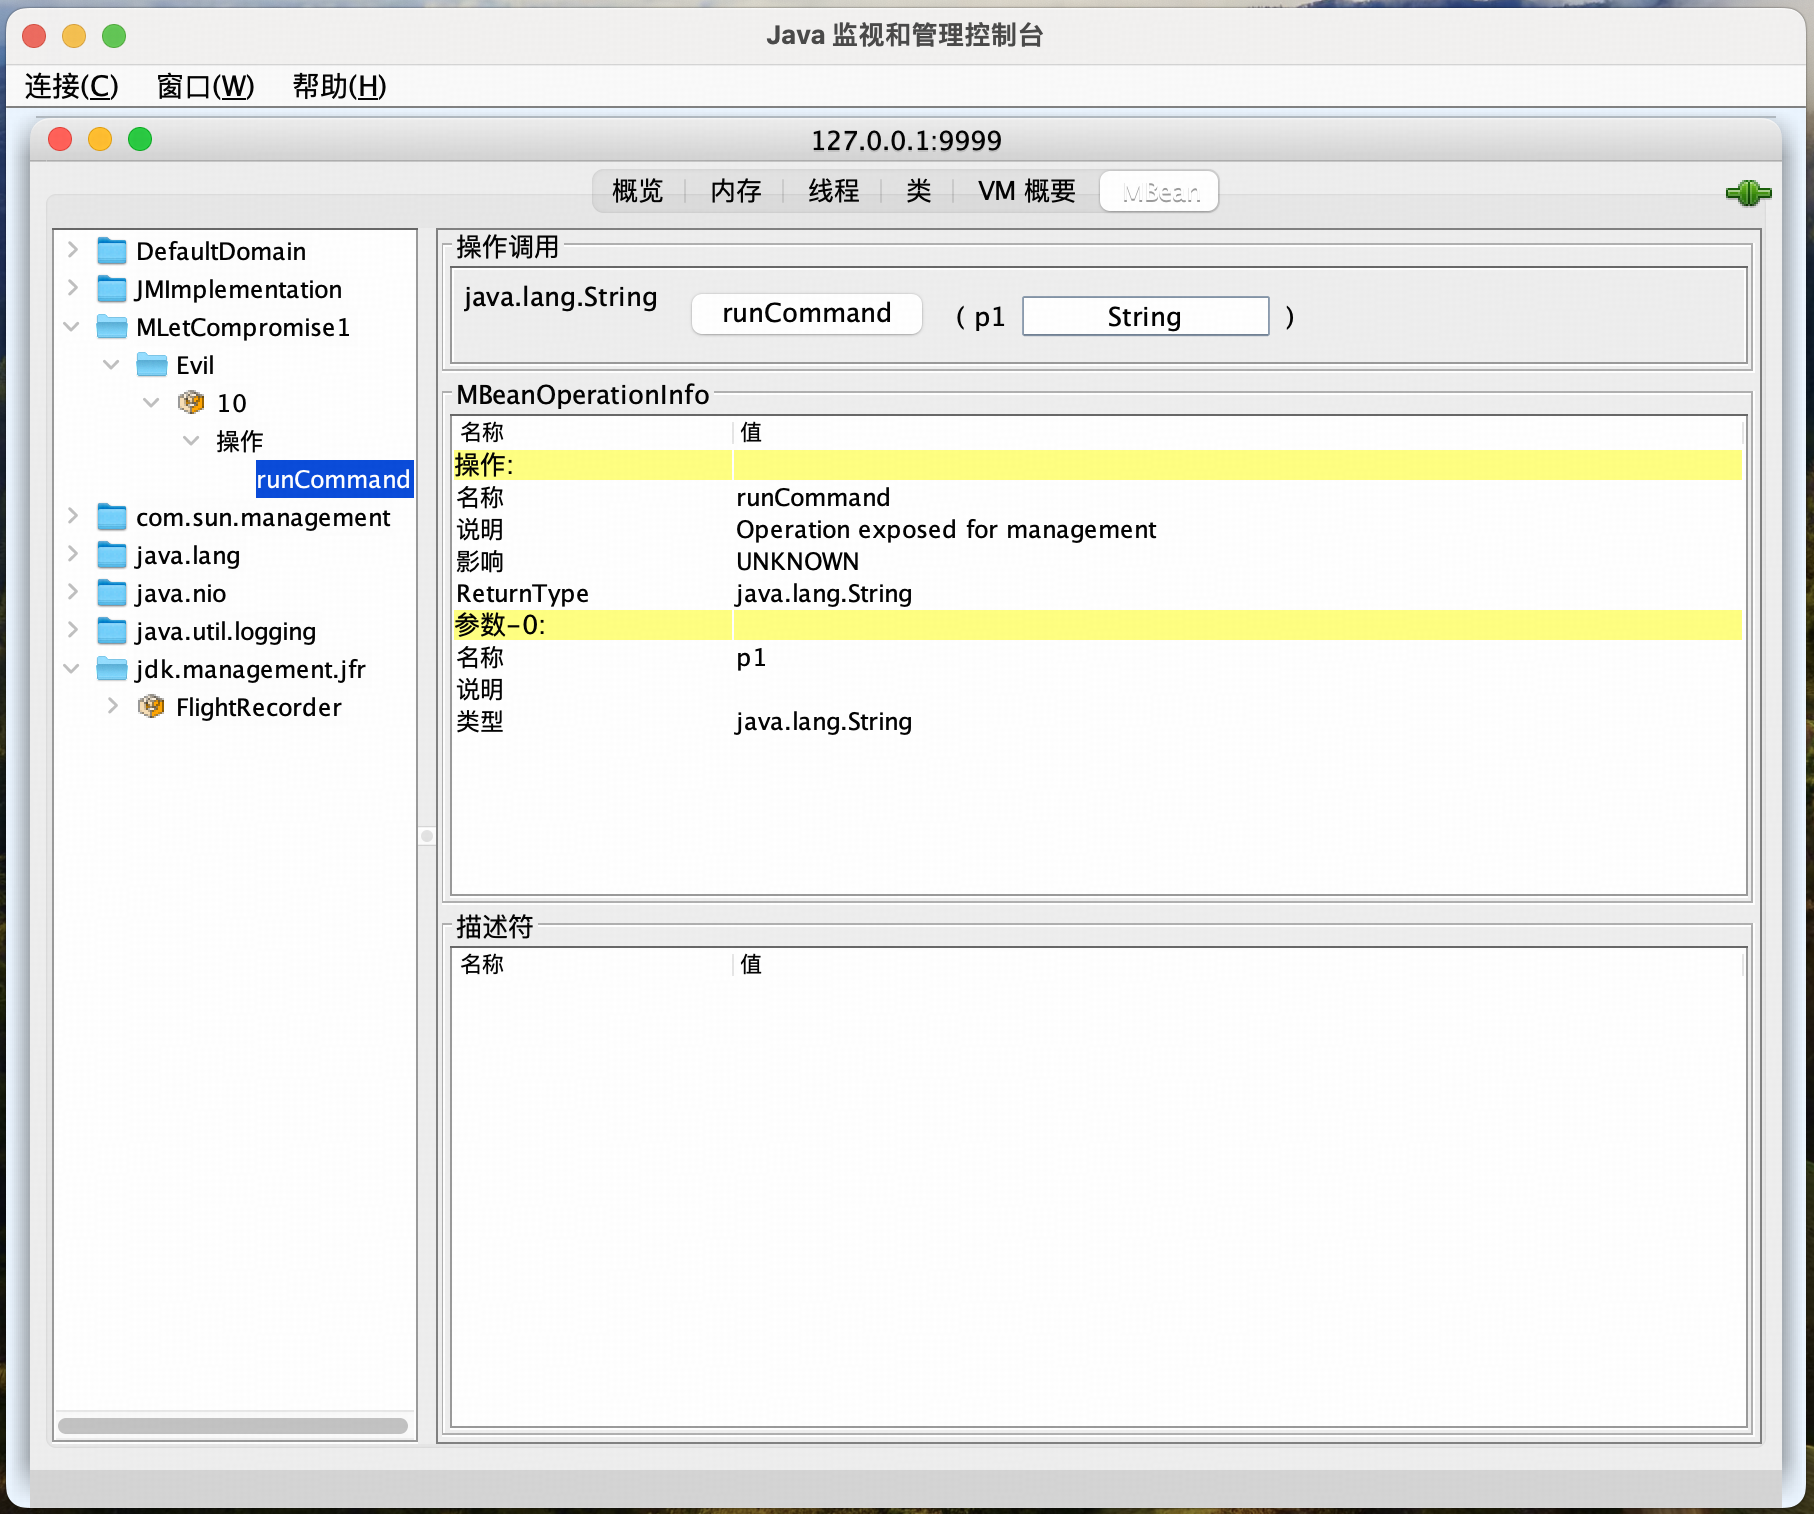 Java 监视和管理控制台
连接(C) 窗口(W) 帮助(H)
127.0.0.1:9999
概览 内存 线程 类 VM 概要 MBean
DefaultDomain
JMImplementation
MLetCompromise1
Evil
10
操作
runCommand
com.sun.management
java.lang
java.nio
java.util.logging
jdk.management.jfr
FlightRecorder
操作调用
java.lang.String runCommand ( p1 String )
MBeanOperationInfo
名称 值
操作:
名称 runCommand
说明 Operation exposed for management
影响 UNKNOWN
ReturnType java.lang.String
参数-0:
名称 p1
说明
类型 java.lang.String
描述符
名称 值